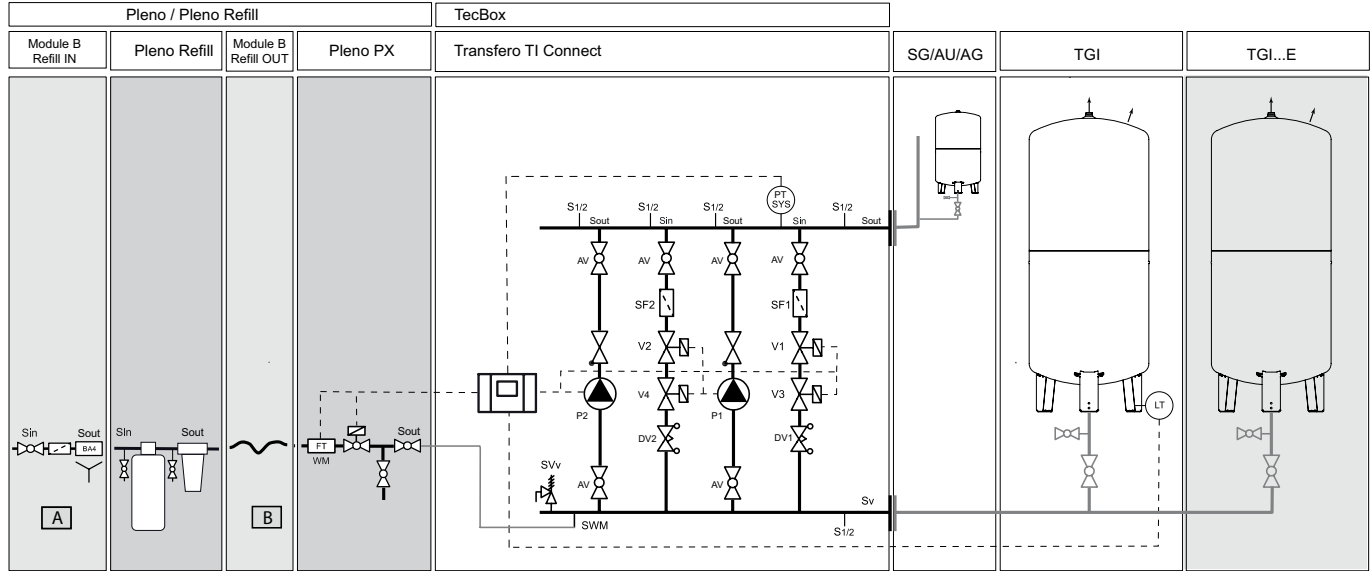 Pleno / Pleno Refill
TecBox
Module B
Refill IN
Pleno Refill
Module B
Refill OUT
Pleno PX
Transfero TI Connect
SG/AU/AG
TGI
TGI...E
PT
SYS
S1/2
S1/2
S1/2
S1/2
Sout
Sin
Sout
Sin
Sout
AV
AV
AV
AV
SF2
SF1
V2
V1
V4
V3
P2
P1
LT
DV2
DV1
Sin
Sout
SIn
Sout
Sout
BA4
FT
WM
SVv
AV
AV
Sv
A
B
SWM
S1/2